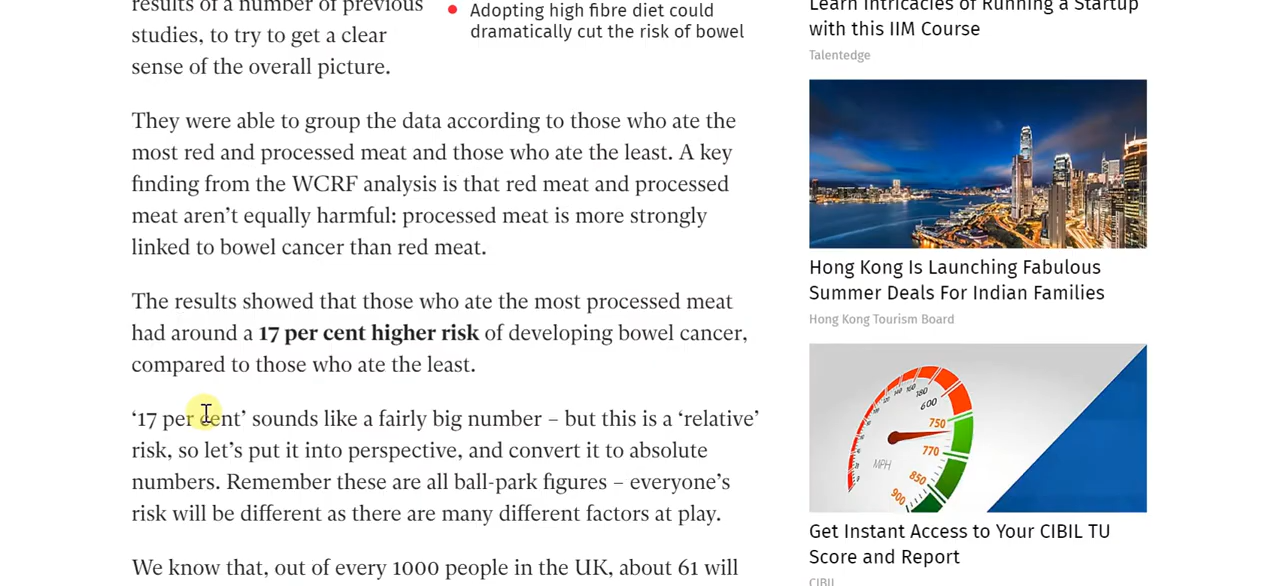 results of a number of previous
studies, to try to get a clear
sense of the overall picture.
Adopting high fibre diet could
dramatically cut the risk of bowel
They were able to group the data according to those who ate the
most red and processed meat and those who ate the least. A key
finding from the WCRF analysis is that red meat and processed
meat aren’t equally harmful: processed meat is more strongly
linked to bowel cancer than red meat.
The results showed that those who ate the most processed meat
had around a 17 per cent higher risk of developing bowel cancer,
compared to those who ate the least.
‘17 per cent’ sounds like a fairly big number – but this is a ‘relative’
risk, so let’s put it into perspective, and convert it to absolute
numbers. Remember these are all ball-park figures – everyone’s
risk will be different as there are many different factors at play.
We know that, out of every 1000 people in the UK, about 61 will
Learn Intricacies of Running a Startup
with this IIM Course
Talentedge
Hong Kong Is Launching Fabulous
Summer Deals For Indian Families
Hong Kong Tourism Board
140
160
180
600
750
770
850
900
MPH
Get Instant Access to Your CIBIL TU
Score and Report
CIBIL